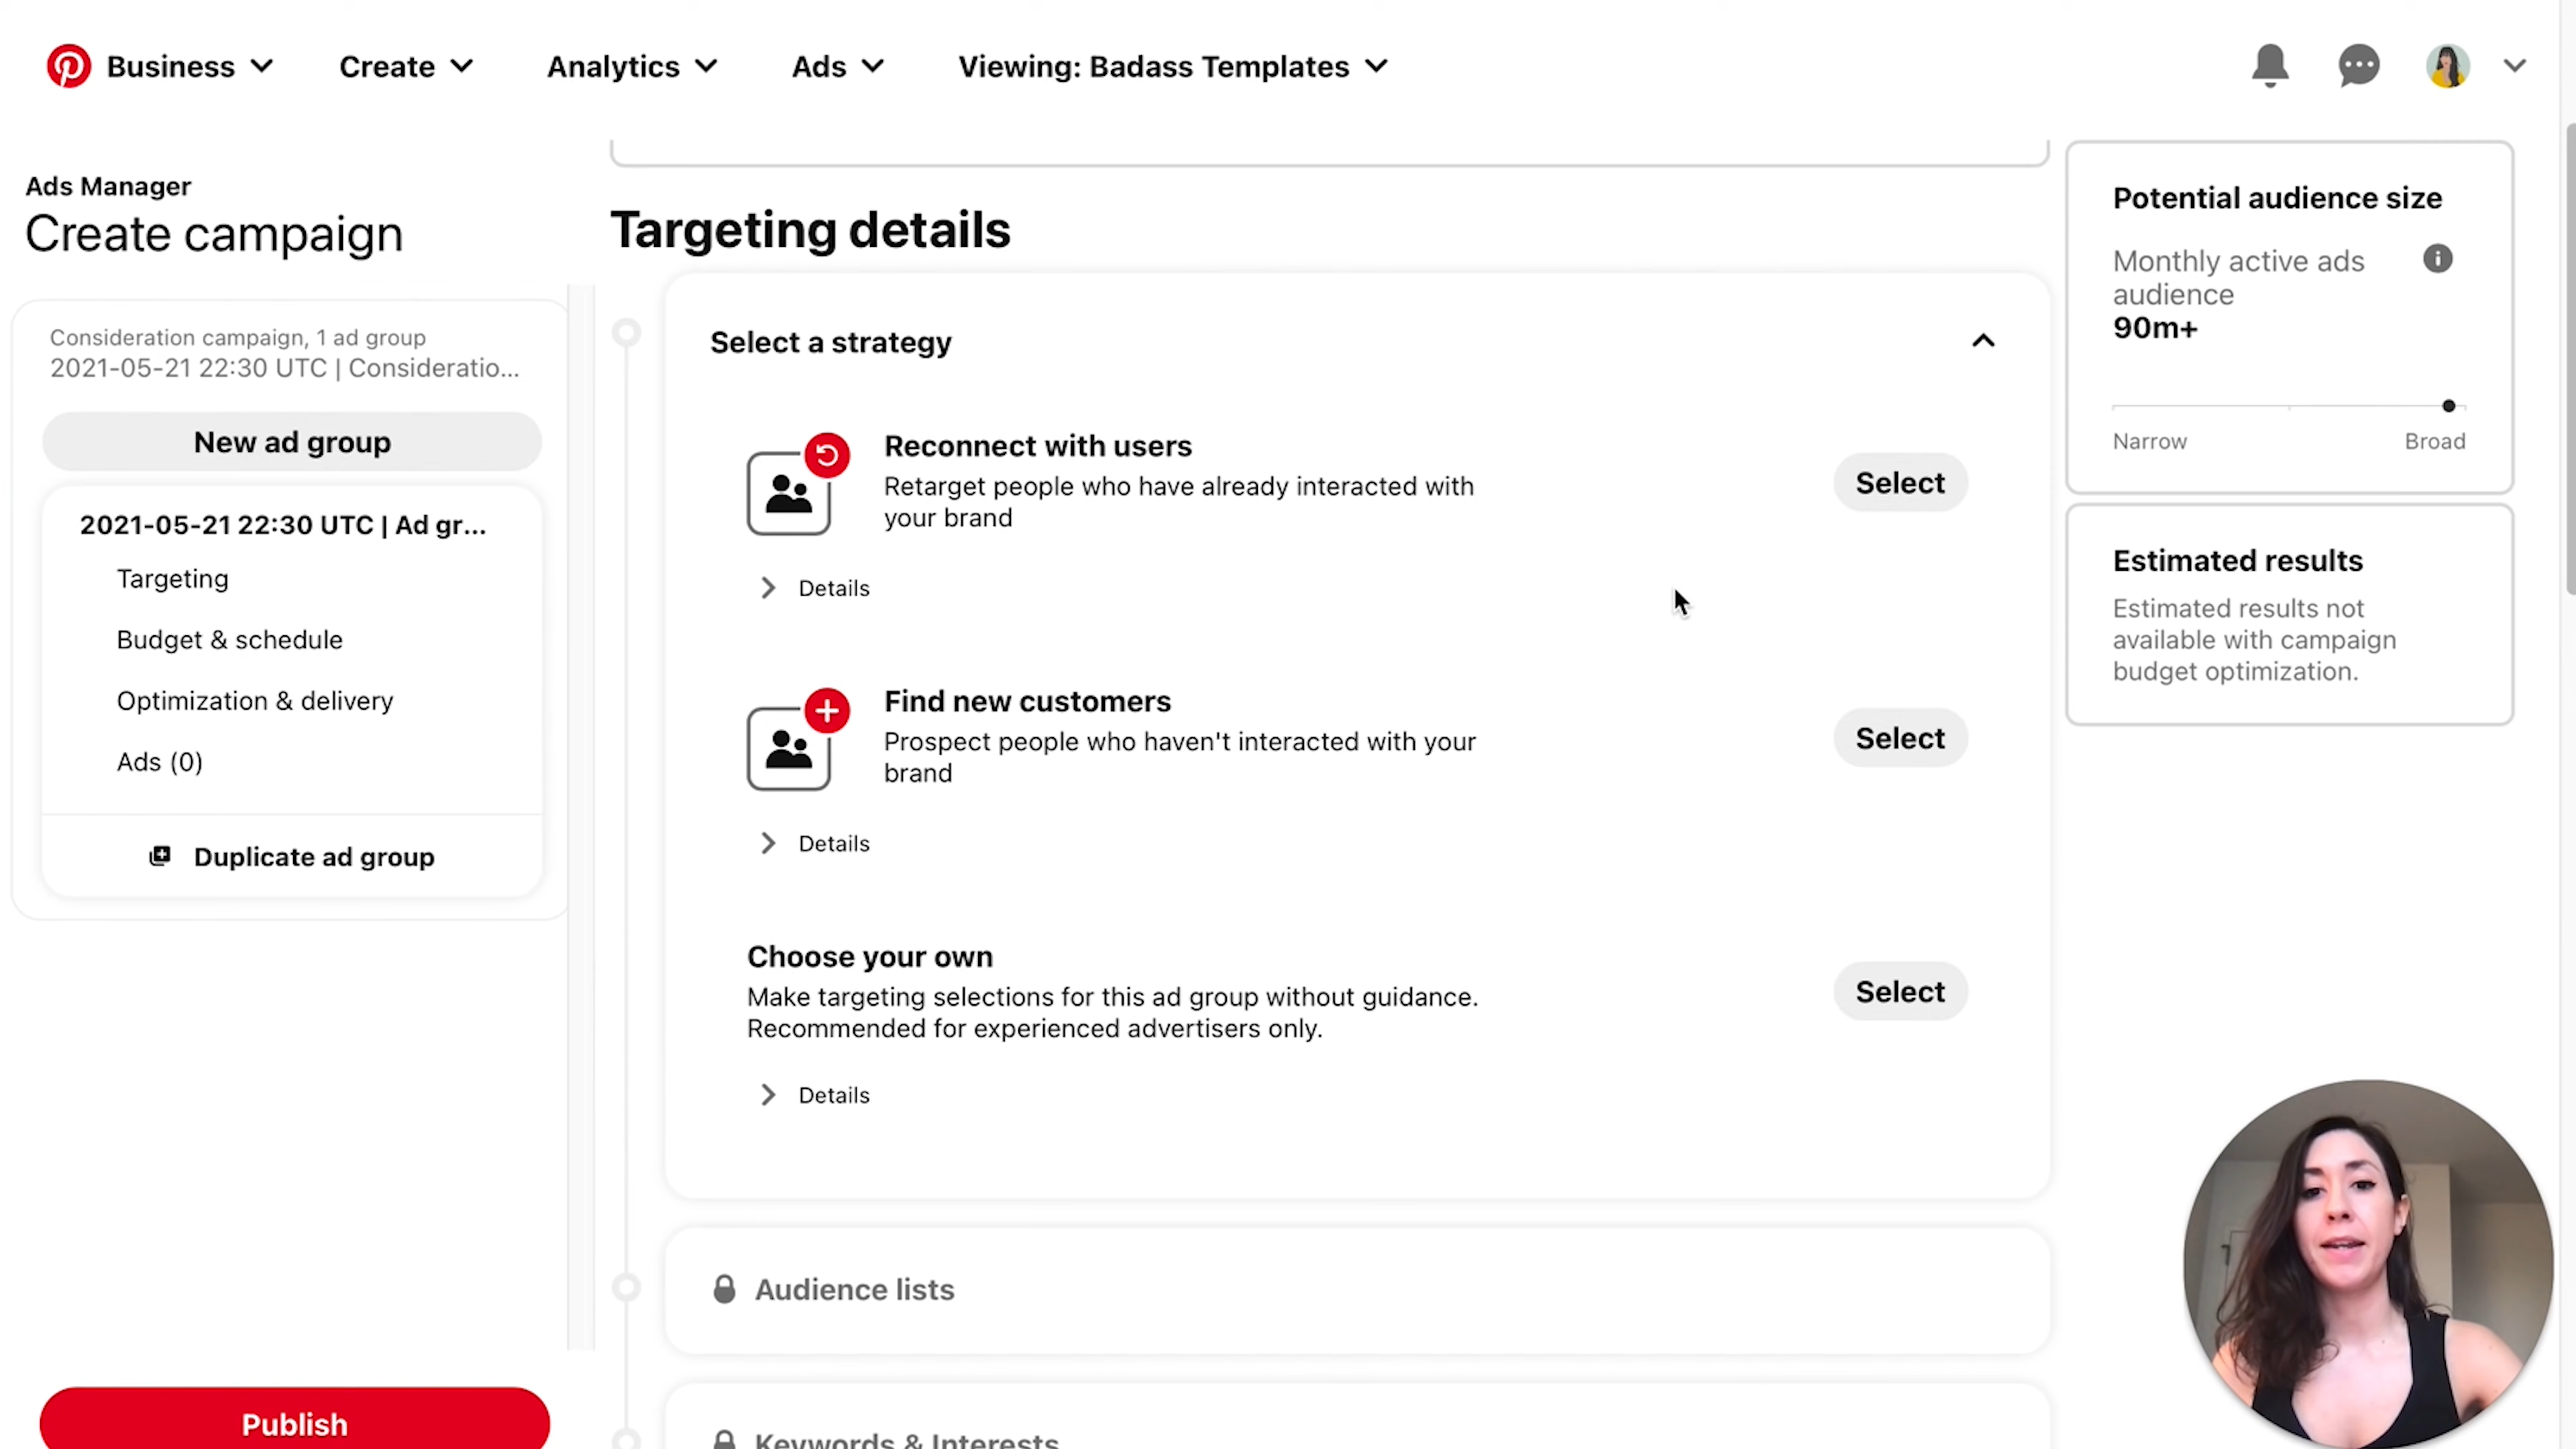 Business
Create
Analytics
Ads
Viewing: Badass Templates
Ads Manager
Create campaign
Consideration campaign, 1 ad group
2021-05-21 22:30 UTC | Consideratio...
New ad group
2021-05-21 22:30 UTC | Ad gr...
Targeting
Budget & schedule
Optimization & delivery
Ads (0)
Duplicate ad group
Publish
Targeting details
Select a strategy
Reconnect with users
Retarget people who have already interacted with
your brand
Select
Details
Find new customers
Prospect people who haven't interacted with your
brand
Select
Details
Choose your own
Make targeting selections for this ad group without guidance.
Recommended for experienced advertisers only.
Select
Details
Audience lists
Keywords & Interests
Potential audience size
Monthly active ads
audience
90m+
Narrow
Broad
Estimated results
Estimated results not
available with campaign
budget optimization.